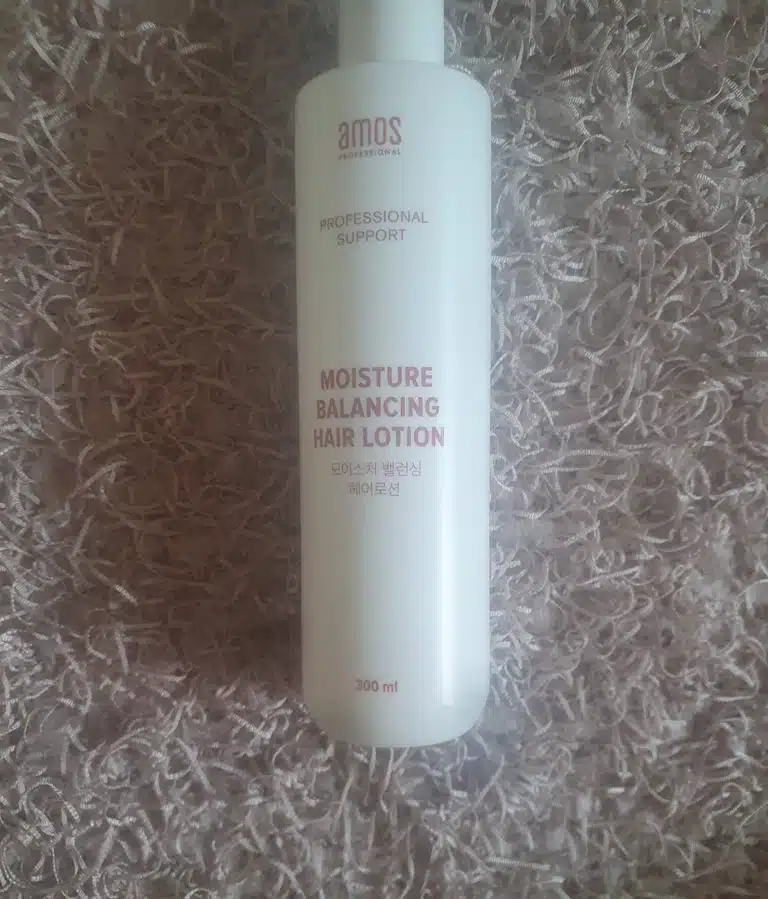 amos
PROFESSIONAL
PROFESSIONAL
SUPPORT
MOISTURE
BALANCING
HAIR LOTION
모이스처 밸런싱
헤어로션
300 ml